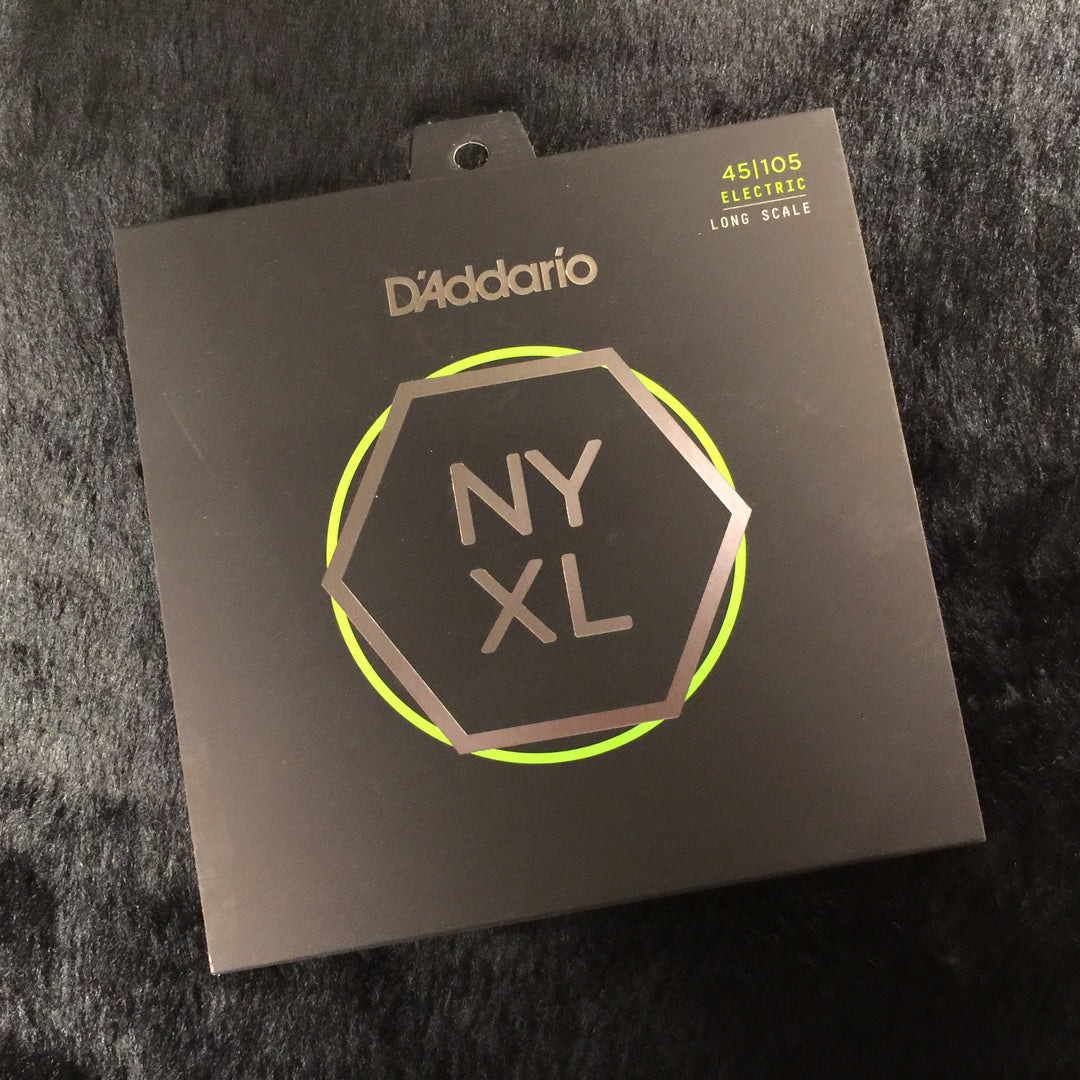 45|105
ELECTRIC
LONG SCALE
D'Addario
NY
XL